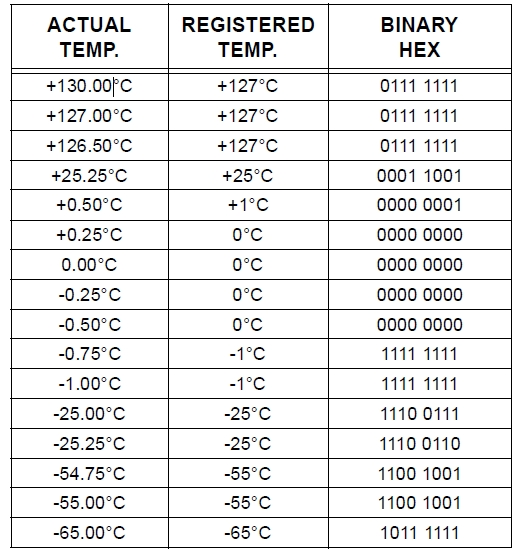 ACTUAL TEMP. REGISTERED TEMP. BINARY HEX
+130.00°C +127°C 0111 1111
+127.00°C +127°C 0111 1111
+126.50°C +127°C 0111 1111
+25.25°C +25°C 0001 1001
+0.50°C +1°C 0000 0001
+0.25°C 0°C 0000 0000
0.00°C 0°C 0000 0000
-0.25°C 0°C 0000 0000
-0.50°C 0°C 0000 0000
-0.75°C -1°C 1111 1111
-1.00°C -1°C 1111 1111
-25.00°C -25°C 1110 0111
-25.25°C -25°C 1110 0110
-54.75°C -55°C 1100 1001
-55.00°C -55°C 1100 1001
-65.00°C -65°C 1011 1111